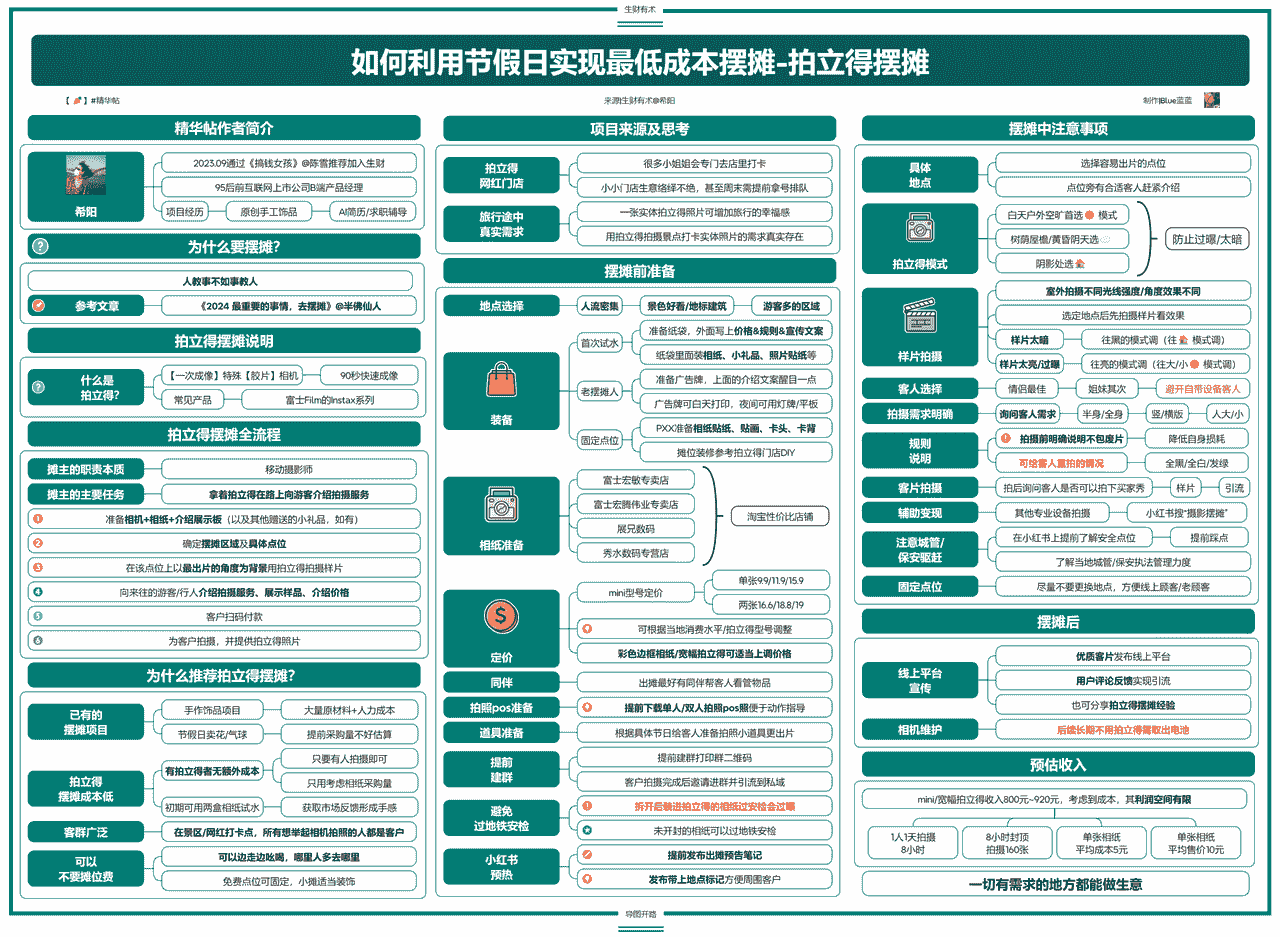 生财有术
如何利用节假日实现最低成本摆摊-拍立得摆摊
【 】#精华帖
来源|生财有术@希阳
制作|Blue蓝蓝
精华帖作者简介
希阳
2023.09通过《搞钱女孩》@陈雪推荐加入生财
95后前互联网上市公司B端产品经理
项目经历
原创手工饰品
AI简历/求职辅导
?
为什么要摆摊?
人教事不如事教人
参考文章
《2024 最重要的事情，去摆摊》@半佛仙人
拍立得摆摊说明
?
什么是
拍立得?
【一次成像】特殊【胶片】相机
90秒快速成像
常见产品
富士Film的Instax系列
拍立得摆摊全流程
摊主的职责本质
移动摄影师
摊主的主要任务
拿着拍立得在路上向游客介绍拍摄服务
1 准备相机+相纸+介绍展示板（以及其他赠送的小礼品，如有）
2 确定摆摊区域及具体点位
3 在该点位上以最出片的角度为背景用拍立得拍摄样片
4 向来往的游客/行人介绍拍摄服务、展示样品、介绍价格
5 客户扫码付款
6 为客户拍摄，并提供拍立得照片
为什么推荐拍立得摆摊?
已有的
摆摊项目
手作饰品项目
大量原材料+人力成本
节假日卖花/气球
提前采购量不好估算
拍立得
摆摊成本低
有拍立得者无额外成本
只要有人拍摄即可
只用考虑相纸采购量
初期可用两盒相纸试水
获取市场反馈形成手感
客群广泛
在景区/网红打卡点，所有想举起相机拍照的人都是客户
可以
不要摊位费
可以边走边吆喝，哪里人多去哪里
免费点位可固定，小摊适当装饰
项目来源及思考
拍立得
网红门店
很多小姐姐会专门去店里打卡
小小门店生意络绎不绝，甚至周末需提前拿号排队
旅行途中
真实需求
一张实体拍立得照片可增加旅行的幸福感
用拍立得拍摄景点打卡实体照片的需求真实存在
摆摊前准备
地点选择
人流密集
景色好看/地标建筑
游客多的区域
装备
首次试水
准备纸袋，外面写上价格&规则&宣传文案
纸袋里面装相纸、小礼品、照片贴纸等
老摆摊人
准备广告牌，上面的介绍文案醒目一点
广告牌可白天打印，夜间可用灯牌/平板
固定点位
PXX准备相纸贴纸、贴画、卡头、卡背
摊位装修参考拍立得门店DIY
相纸准备
富士宏敏专卖店
富士宏腾伟业专卖店
展兄数码
秀水数码专营店
淘宝性价比店铺
定价
mini型号定价
单张9.9/11.9/15.9
两张16.6/18.8/19
可根据当地消费水平/拍立得型号调整
彩色边框相纸/宽幅拍立得可适当上调价格
同伴
出摊最好有同伴帮客人看管物品
拍照pos准备
提前下载单人/双人拍照pos照便于动作指导
道具准备
根据具体节日给客人准备拍照小道具更出片
提前
建群
提前建群打印群二维码
客户拍摄完成后邀请进群并引流到私域
避免
过地铁安检
拆开后装进拍立得的相纸过安检会过曝
未开封的相纸可以过地铁安检
小红书
预热
提前发布出摊预告笔记
发布带上地点标记方便周围客户
摆摊中注意事项
具体
地点
选择容易出片的点位
点位旁有合适客人赶紧介绍
拍立得模式
白天户外空旷首选 模式
树荫屋檐/黄昏阴天选
阴影处选
防止过曝/太暗
样片拍摄
室外拍摄不同光线强度/角度效果不同
选定地点后先拍摄样片看效果
样片太暗
往黑的模式调（往 模式调）
样片太亮/过曝
往亮的模式调（往大/小 模式调）
客人选择
情侣最佳
姐妹其次
避开自带设备客人
拍摄需求明确
询问客人需求
半身/全身
竖/横版
人大/小
规则
说明
拍摄前明确说明不包废片
降低自身损耗
可给客人重拍的情况
全黑/全白/发绿
客片拍摄
拍后询问客人是否可以拍下买家秀
样片
引流
辅助变现
其他专业设备拍摄
小红书搜“摄影摆摊”
注意城管/
保安驱赶
在小红书上提前了解安全点位
提前踩点
了解当地城管/保安执法管理力度
固定点位
尽量不要更换地点，方便线上顾客/老顾客
摆摊后
线上平台
宣传
优质客片发布线上平台
用户评论反馈实现引流
也可分享拍立得摆摊经验
相机维护
后续长期不用拍立得需取出电池
预估收入
mini/宽幅拍立得收入800元~920元，考虑到成本，其利润空间有限
1人1天拍摄
8小时
8小时封顶
拍摄160张
单张相纸
平均成本5元
单张相纸
平均售价10元
一切有需求的地方都能做生意
导图开路